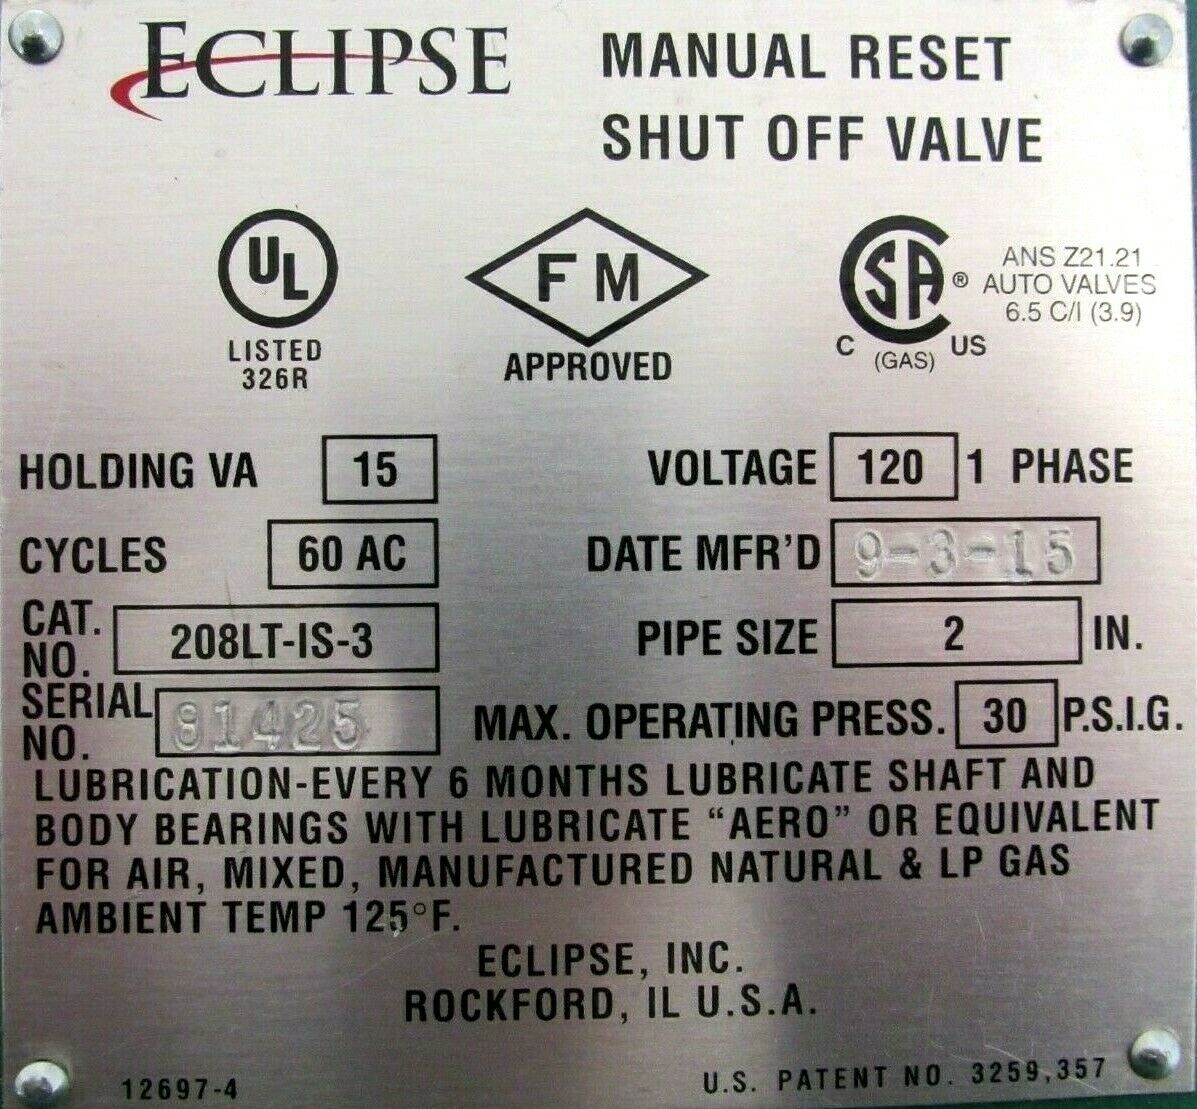 ECLIPSE
MANUAL RESET
SHUT OFF VALVE
UL
LISTED
326R
F M
APPROVED
CSA ®
C US
(GAS)
ANS Z21.21
AUTO VALVES
6.5 C/I (3.9)
HOLDING VA 15
VOLTAGE 120 1 PHASE
CYCLES 60 AC
DATE MFR'D 9-3-15
CAT. NO. 208LT-IS-3
PIPE SIZE 2 IN.
SERIAL NO. 81425
MAX. OPERATING PRESS. 30 P.S.I.G.
LUBRICATION-EVERY 6 MONTHS LUBRICATE SHAFT AND
BODY BEARINGS WITH LUBRICATE “AERO” OR EQUIVALENT
FOR AIR, MIXED, MANUFACTURED NATURAL & LP GAS
AMBIENT TEMP 125°F.
ECLIPSE, INC.
ROCKFORD, IL U.S.A.
12697-4
U.S. PATENT NO. 3259,357